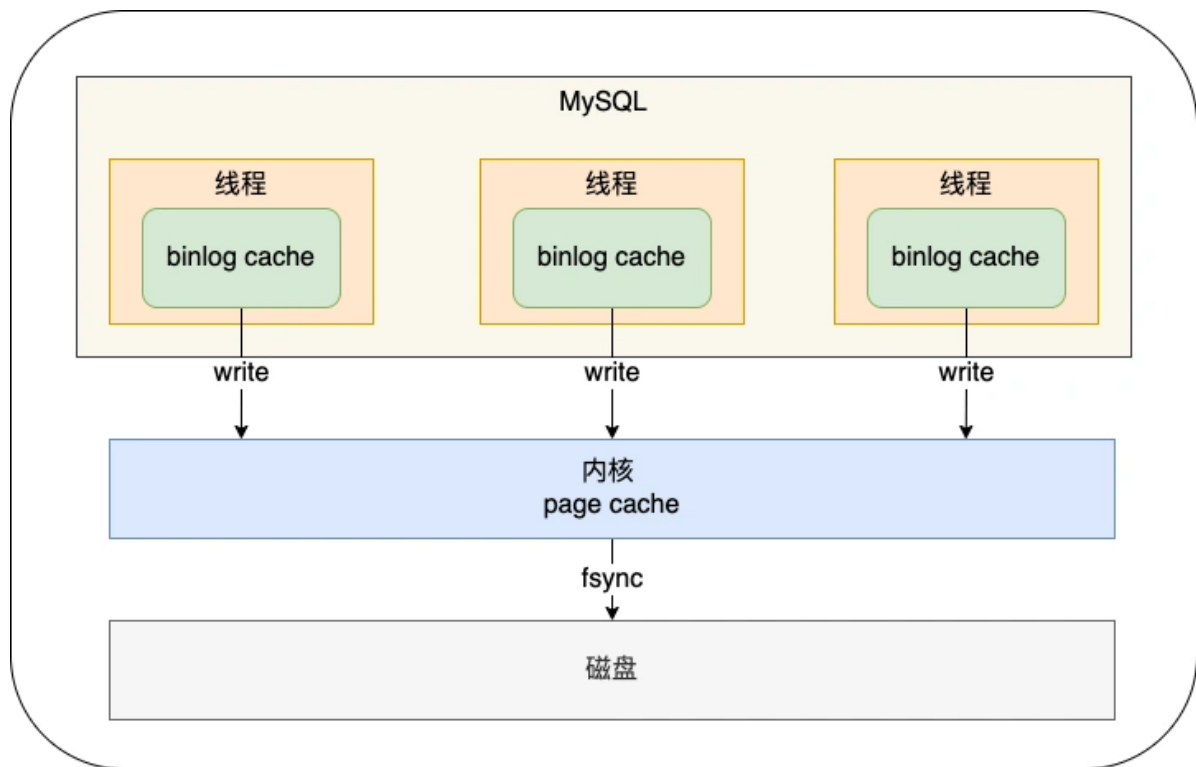 MySQL
线程
binlog cache
线程
binlog cache
线程
binlog cache
write
write
write
内核
page cache
fsync
磁盘